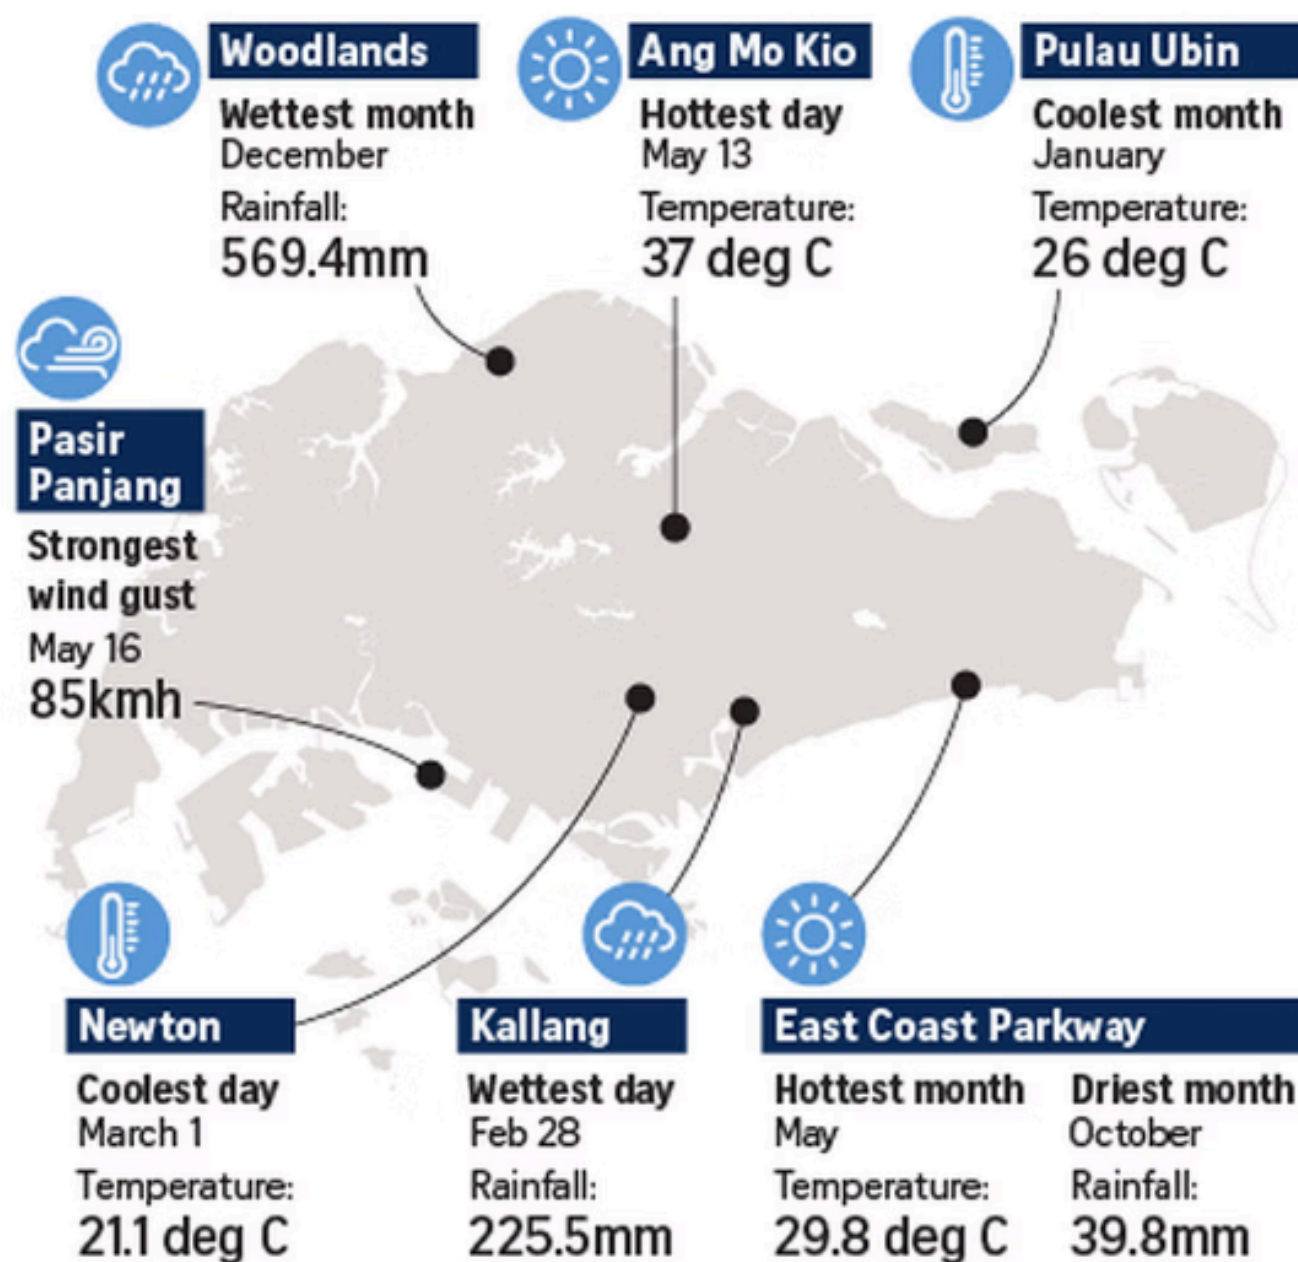 Woodlands
Wettest month
December
Rainfall:
569.4mm
Ang Mo Kio
Hottest day
May 13
Temperature:
37 deg C
Pulau Ubin
Coolest month
January
Temperature:
26 deg C
Pasir
Panjang
Strongest
wind gust
May 16
85kmh
Newton
Coolest day
March 1
Temperature:
21.1 deg C
Kallang
Wettest day
Feb 28
Rainfall:
225.5mm
East Coast Parkway
Hottest month
May
Temperature:
29.8 deg C
Driest month
October
Rainfall:
39.8mm